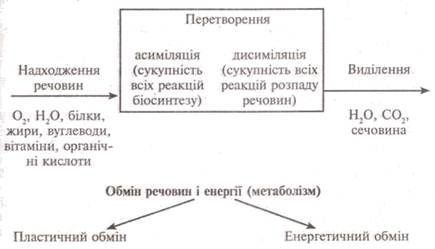 Перетворення
асиміляція
(сукупність
всіх реакцій
біосинтезу)
дисиміляція
(сукупність всіх
реакцій розпаду
речовин)
Надходження
речовин
O₂, H₂O, білки,
жири, вуглеводи,
вітаміни, органіч-
ні кислоти
Виділення
H₂O, CO₂,
сечовина
Обмін речовин і енергії (метаболізм)
Пластичний обмін
Енергетичний обмін